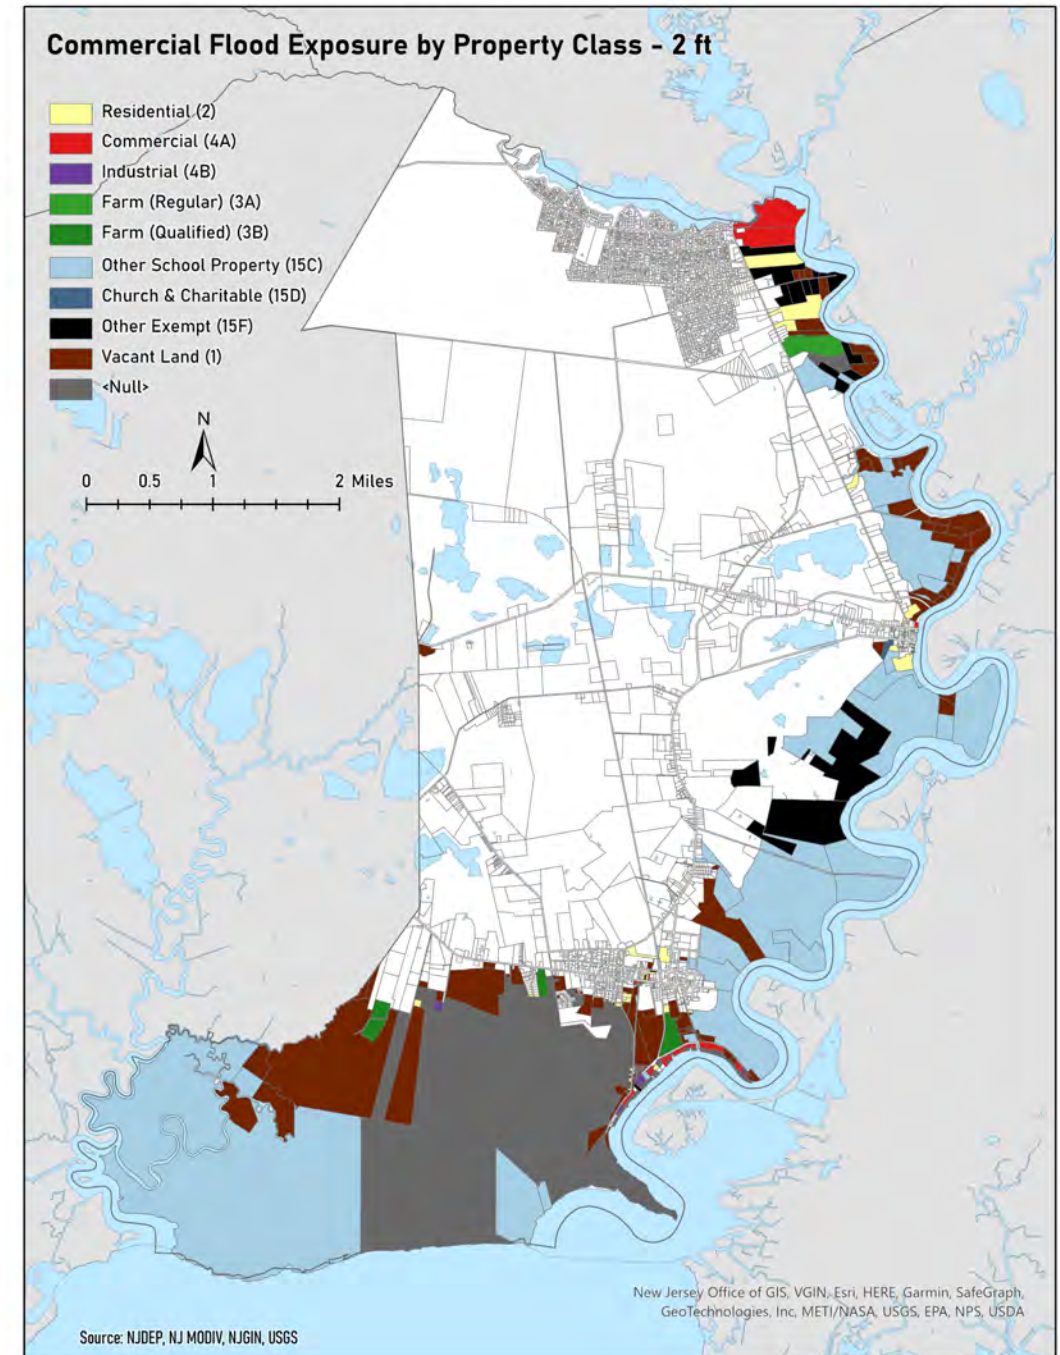 Commercial Flood Exposure by Property Class - 2 ft
Residential (2)
Commercial (4A)
Industrial (4B)
Farm (Regular) (3A)
Farm (Qualified) (3B)
Other School Property (15C)
Church & Charitable (15D)
Other Exempt (15F)
Vacant Land (1)
<Null>
N
0 0.5 1 2 Miles
New Jersey Office of GIS, VGIN, Esri, HERE, Garmin, SafeGraph,
GeoTechnologies, Inc, METI/NASA, USGS, EPA, NPS, USDA
Source: NJDEP, NJ MODIV, NJGIN, USGS